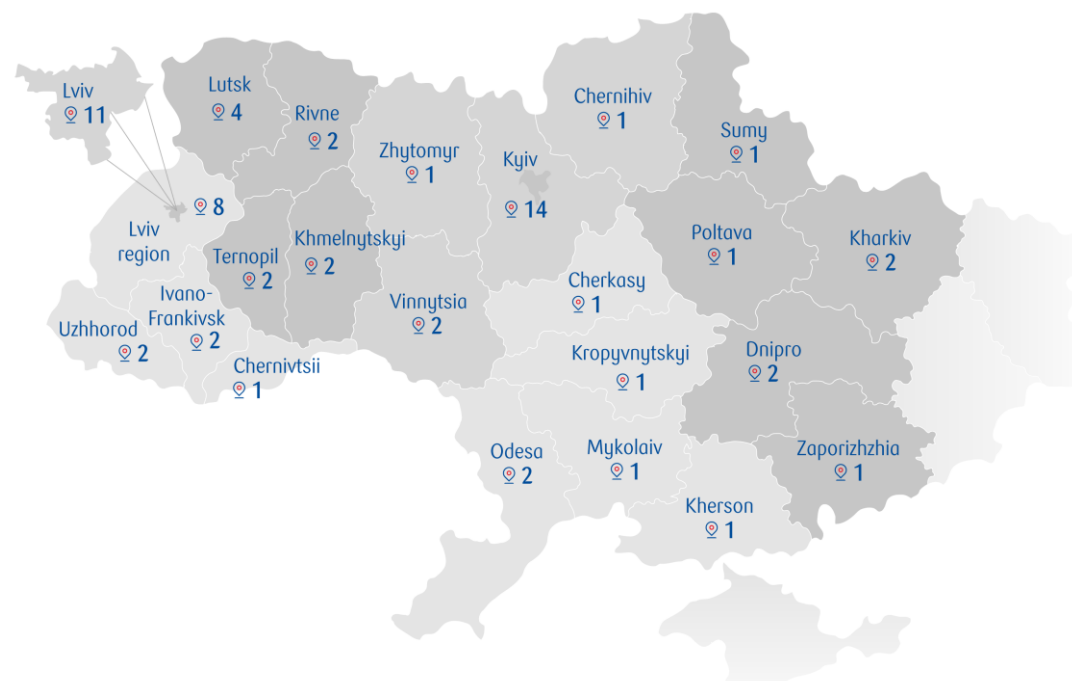 Lviv
11
Lutsk
4
Rivne
2
Zhytomyr
1
Kyiv
14
Chernihiv
1
Sumy
1
8
Lviv
region
Ternopil
2
Khmelnytskyi
2
Vinnytsia
2
Cherkasy
1
Poltava
1
Kharkiv
2
Uzhhorod
2
Ivano-
Frankivsk
2
Chernivtsii
1
Kropyvnytskyi
1
Dnipro
2
Odesa
2
Mykolaiv
1
Zaporizhzhia
1
Kherson
1